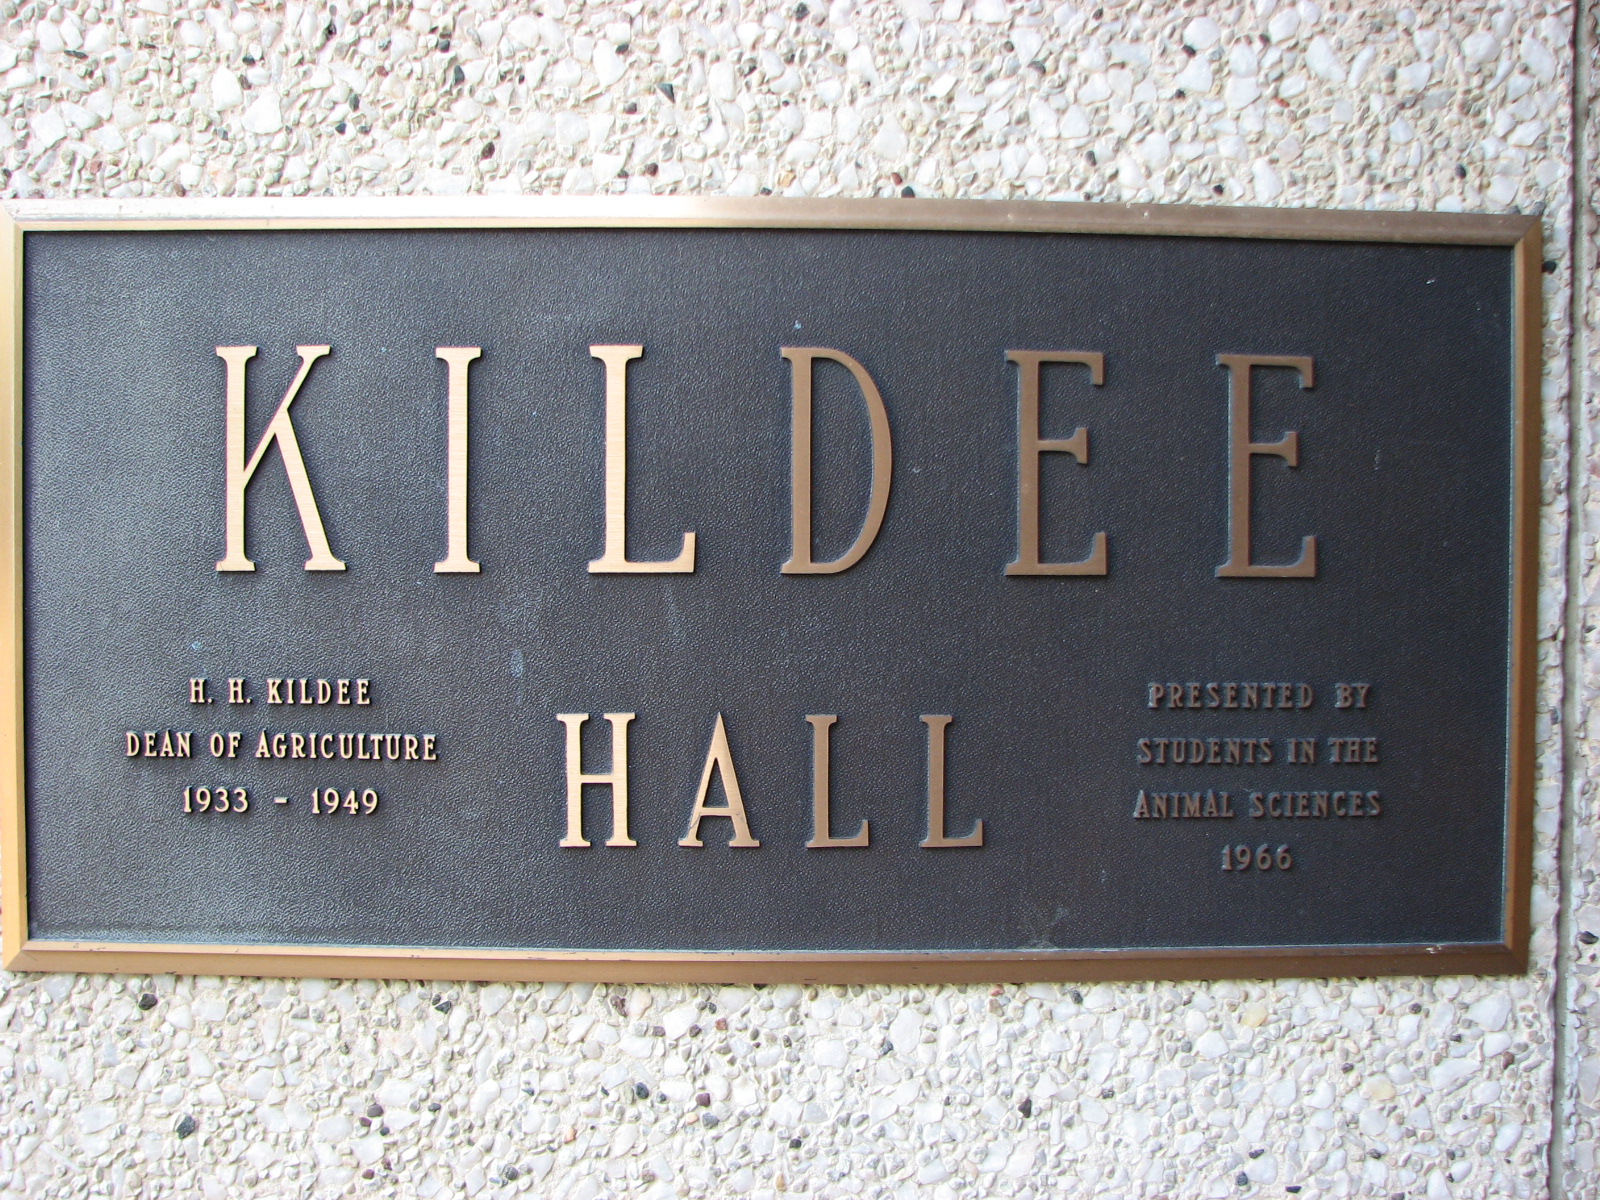 KILDEE
HALL
H. H. KILDEE
DEAN OF AGRICULTURE
1933 - 1949
PRESENTED BY
STUDENTS IN THE
ANIMAL SCIENCES
1966